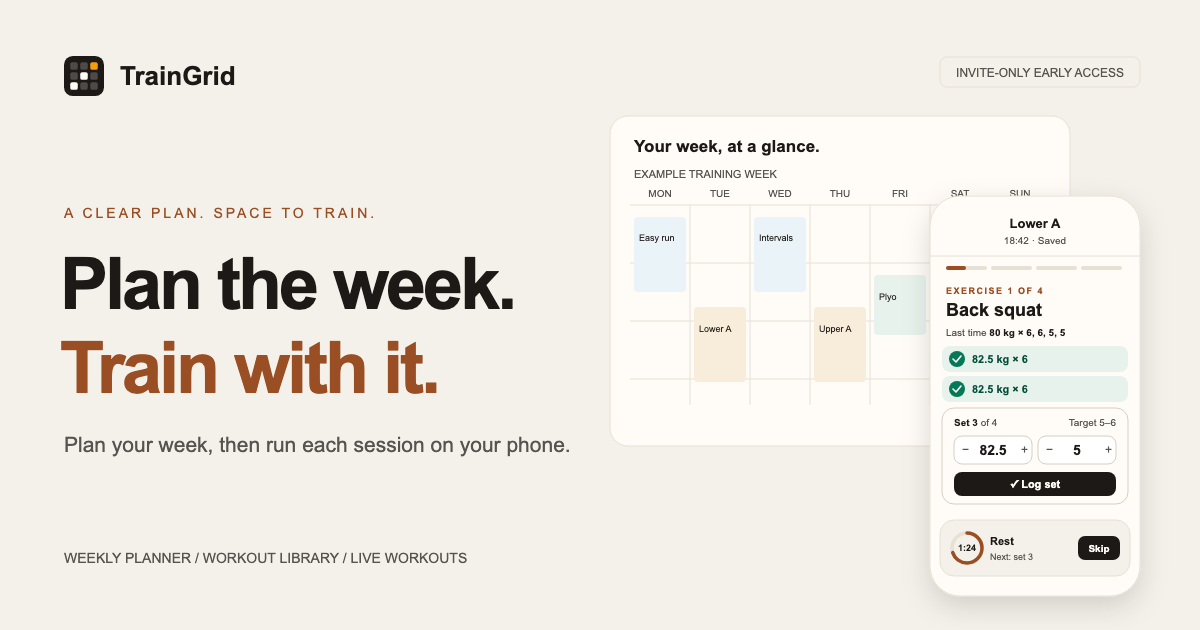 TrainGrid
INVITE-ONLY EARLY ACCESS
A CLEAR PLAN. SPACE TO TRAIN.
Plan the week.
Train with it.
Plan your week, then run each session on your phone.
WEEKLY PLANNER / WORKOUT LIBRARY / LIVE WORKOUTS
Your week, at a glance.
EXAMPLE TRAINING WEEK
MON TUE WED THU FRI SAT SUN
Easy run
Intervals
Plyo
Lower A
Upper A
Lower A
18:42 · Saved
EXERCISE 1 OF 4
Back squat
Last time 80 kg × 6, 6, 5, 5
82.5 kg × 6
82.5 kg × 6
Set 3 of 4 Target 5–6
− 82.5 + − 5 +
✓ Log set
1:24
Rest
Next: set 3
Skip